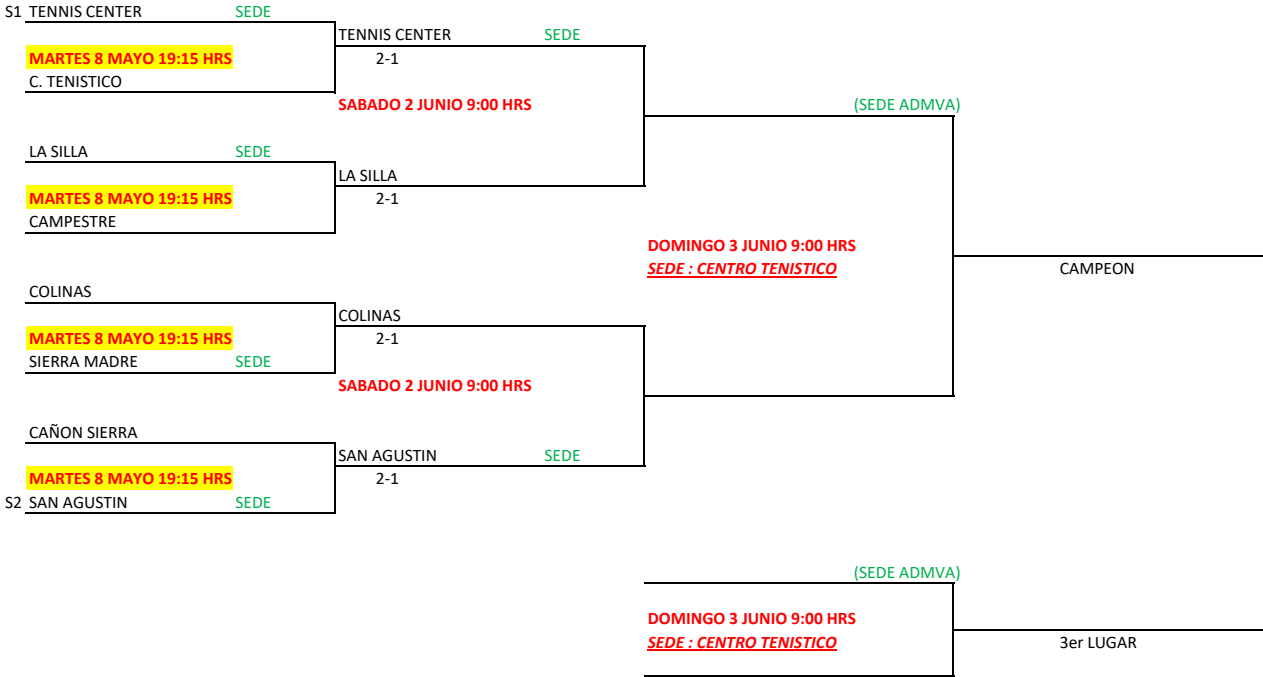 S1 TENNIS CENTER SEDE
TENNIS CENTER SEDE
MARTES 8 MAYO 19:15 HRS
2-1
C. TENISTICO
SABADO 2 JUNIO 9:00 HRS
(SEDE ADMVA)
LA SILLA SEDE
LA SILLA
MARTES 8 MAYO 19:15 HRS
2-1
CAMPESTRE
DOMINGO 3 JUNIO 9:00 HRS
SEDE : CENTRO TENISTICO
CAMPEON
COLINAS
COLINAS
MARTES 8 MAYO 19:15 HRS
2-1
SIERRA MADRE SEDE
SABADO 2 JUNIO 9:00 HRS
CAÑON SIERRA
SAN AGUSTIN SEDE
MARTES 8 MAYO 19:15 HRS
2-1
S2 SAN AGUSTIN SEDE
(SEDE ADMVA)
DOMINGO 3 JUNIO 9:00 HRS
SEDE : CENTRO TENISTICO
3er LUGAR